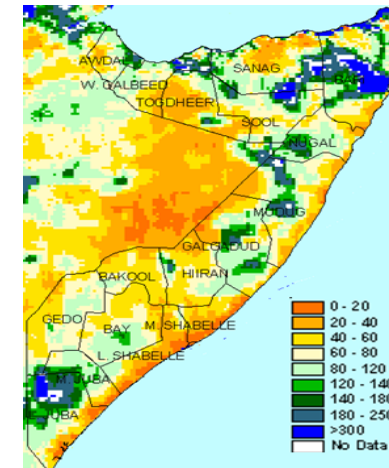 AWDAL
SANAG
BARI
W. GALBEED
TOGDHEER
SOOL
NUGAL
MUDUG
GALGADUD
BAKOOL
HIIRAN
GEDO
BAY
M. SHABELLE
L. SHABELLE
M. JUBA
L. JUBA
0 - 20
20 - 40
40 - 60
60 - 80
80 - 120
120 - 140
140 - 180
180 - 250
>300
No Data